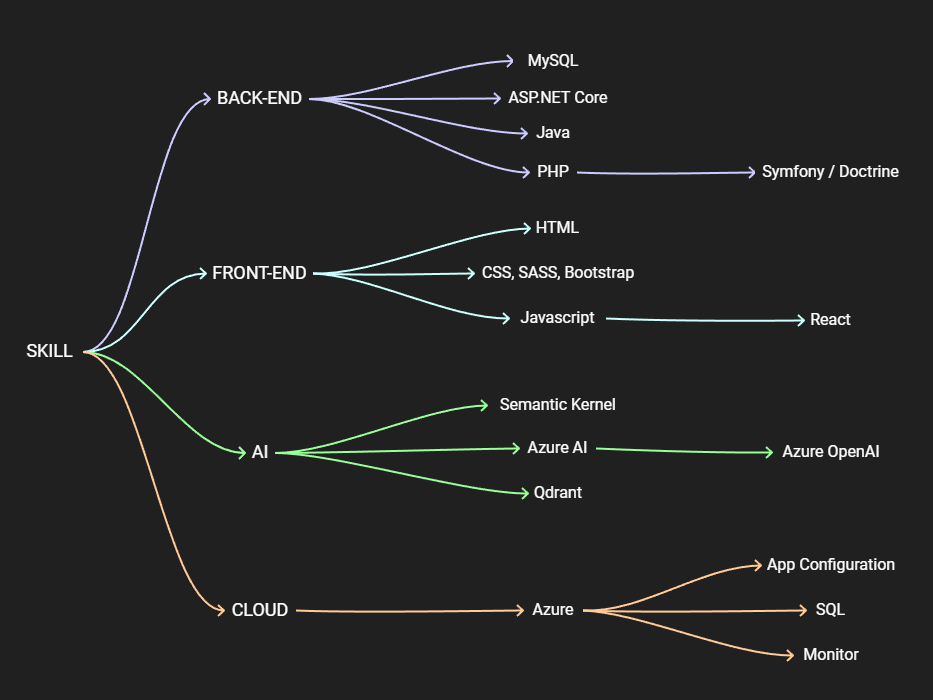 SKILL
BACK-END
MySQL
ASP.NET Core
Java
PHP
Symfony / Doctrine
FRONT-END
HTML
CSS, SASS, Bootstrap
Javascript
React
AI
Semantic Kernel
Azure AI
Azure OpenAI
Qdrant
CLOUD
Azure
App Configuration
SQL
Monitor